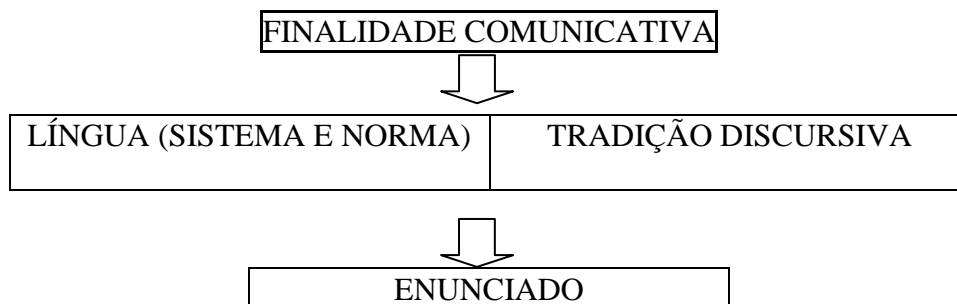 FINALIDADE COMUNICATIVA
LÍNGUA (SISTEMA E NORMA) TRADIÇÃO DISCURSIVA
ENUNCIADO